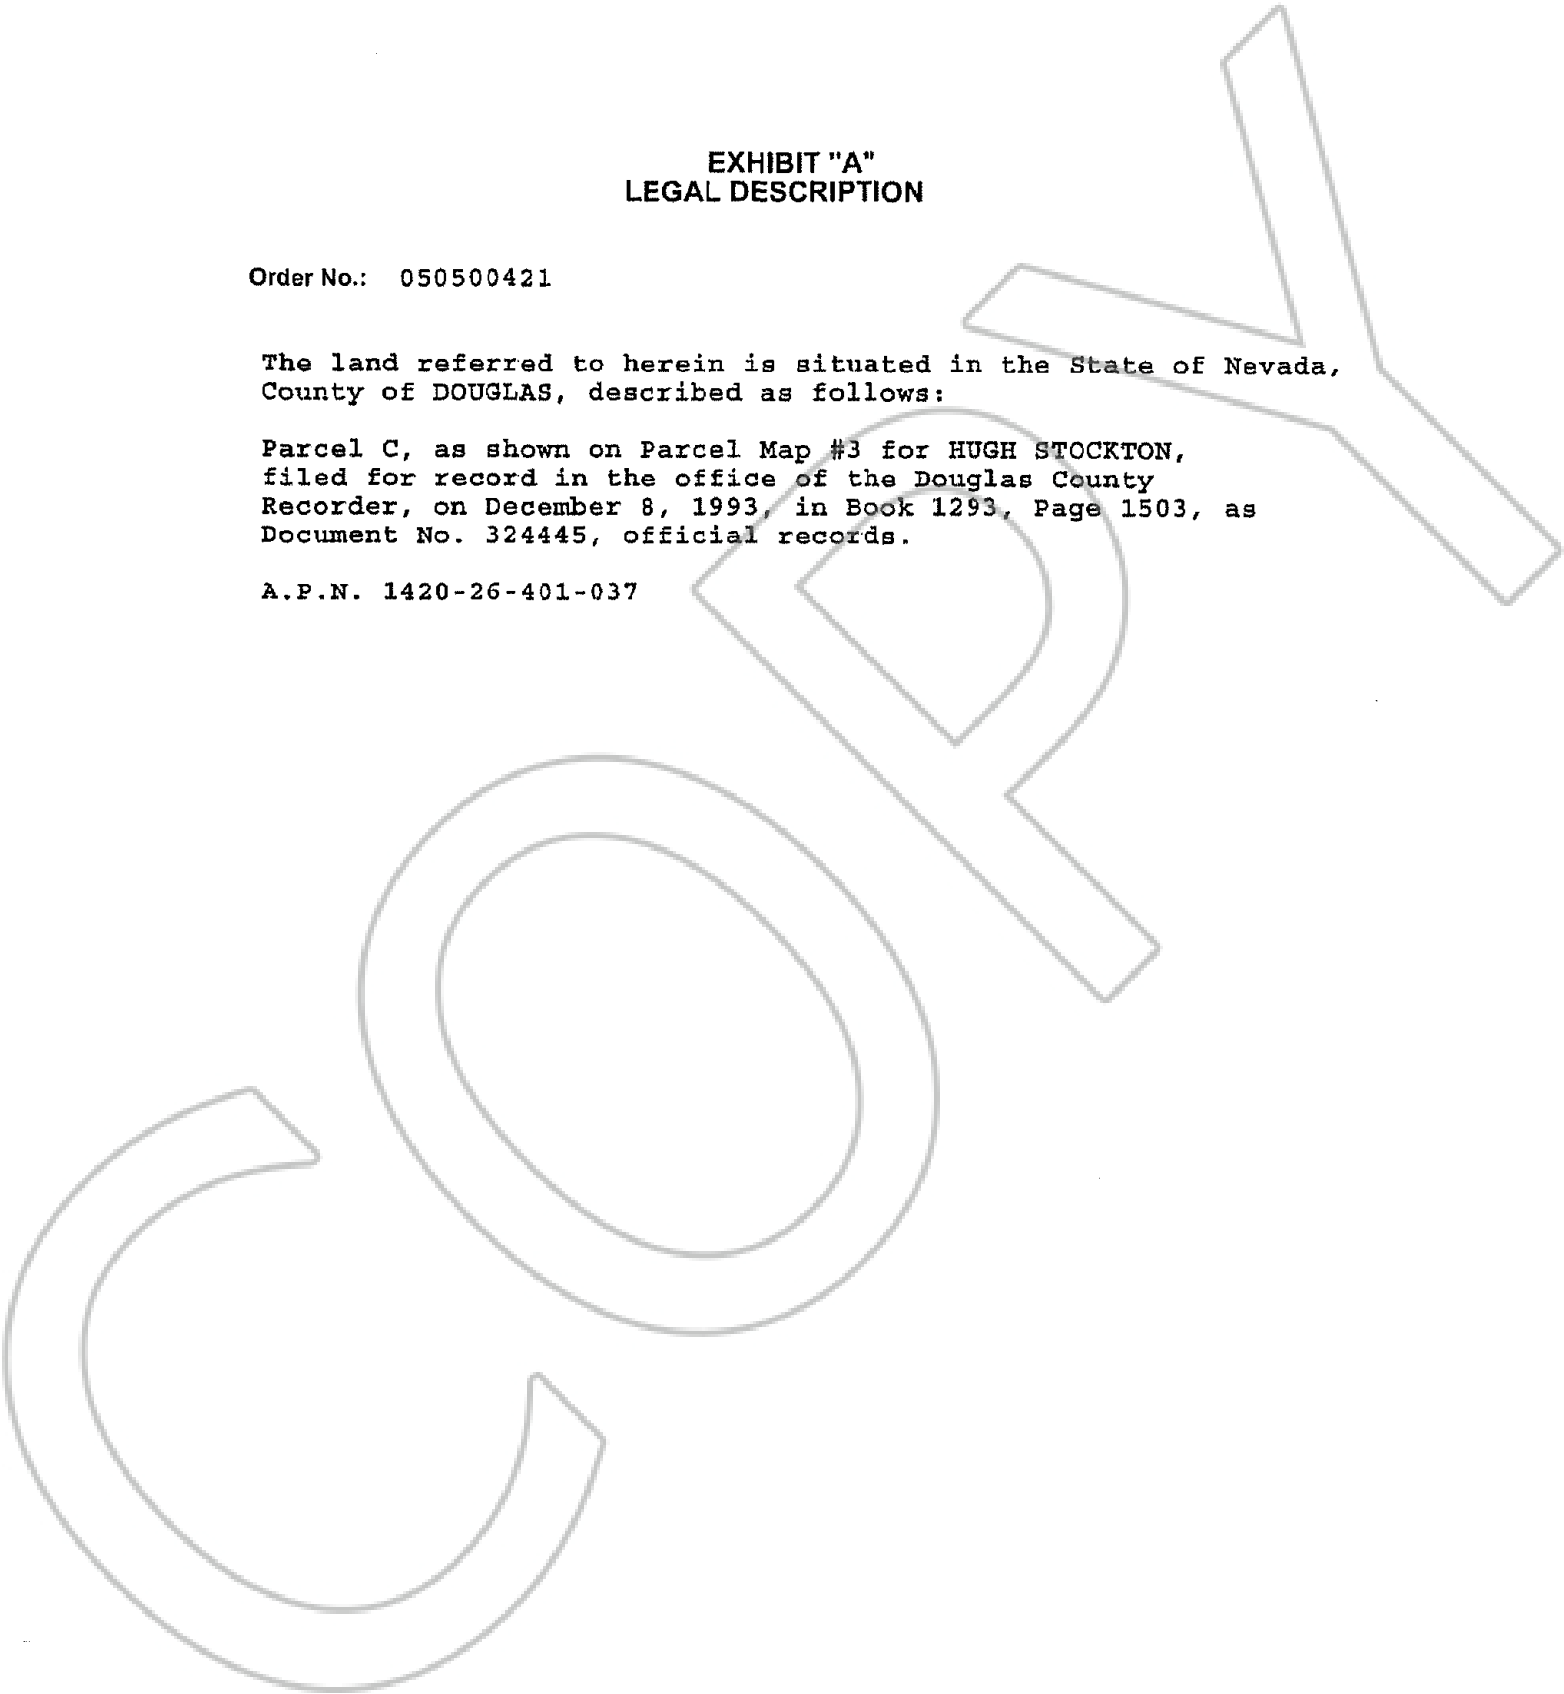 EXHIBIT "A"
LEGAL DESCRIPTION
Order No.: 050500421
The land referred to herein is situated in the State of Nevada,
County of DOUGLAS, described as follows:
Parcel C, as shown on Parcel Map #3 for HUGH STOCKTON,
filed for record in the office of the Douglas County
Recorder, on December 8, 1993, in Book 1293, Page 1503, as
Document No. 324445, official records.
A.P.N. 1420-26-401-037
COPY